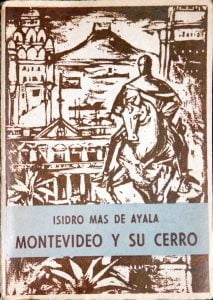 ISIDRO MAS DE AYALA
MONTEVIDEO Y SU CERRO